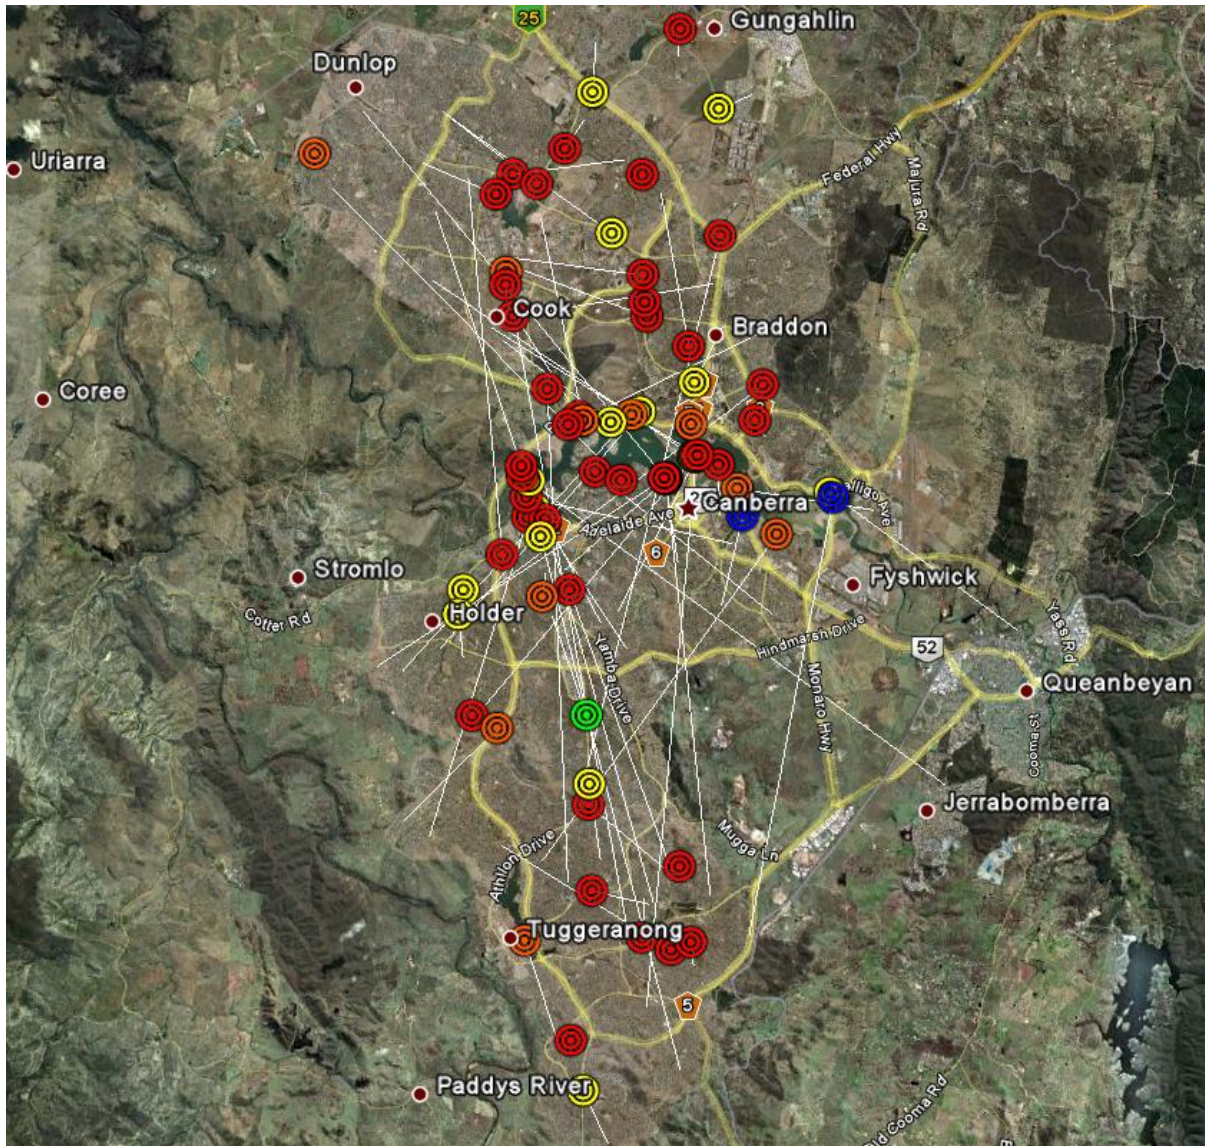 25
Gungahlin
Dunlop
Uriarra
Federal Hwy
Majura Rd
Cook
Braddon
Coree
Canberra
Adelaide Ave
6
Stromlo
Fyshwick
Cotter Rd
Holder
Yass Rd
Hindmarsh Drive
52
Yamba Drive
Monaro Hwy
Queanbeyan
Cooma St
Jerrabomberra
Mugga Ln
Athllon Drive
Tuggeranong
5
Paddys River
Old Cooma Rd